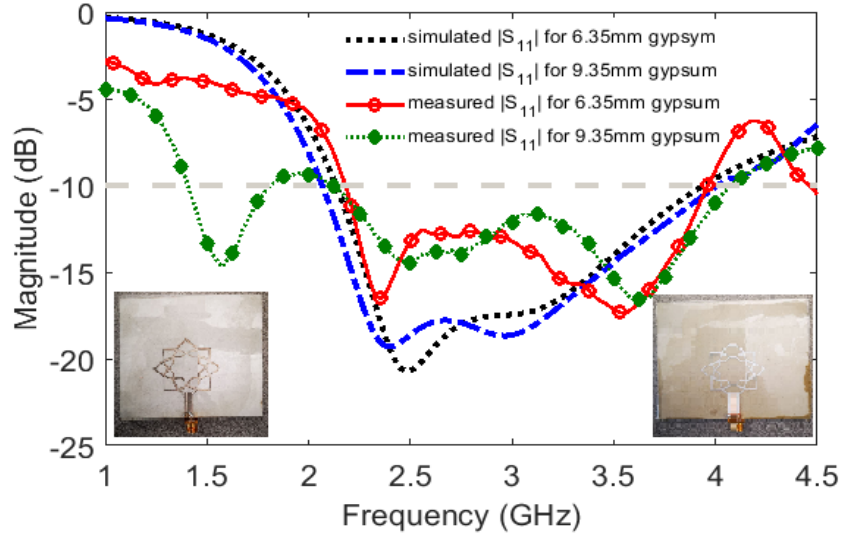 simulated |S11| for 6.35mm gypsym
simulated |S11| for 9.35mm gypsum
measured |S11| for 6.35mm gypsum
measured |S11| for 9.35mm gypsum
Magnitude (dB)
0
-5
-10
-15
-20
-25
1 1.5 2 2.5 3 3.5 4 4.5
Frequency (GHz)